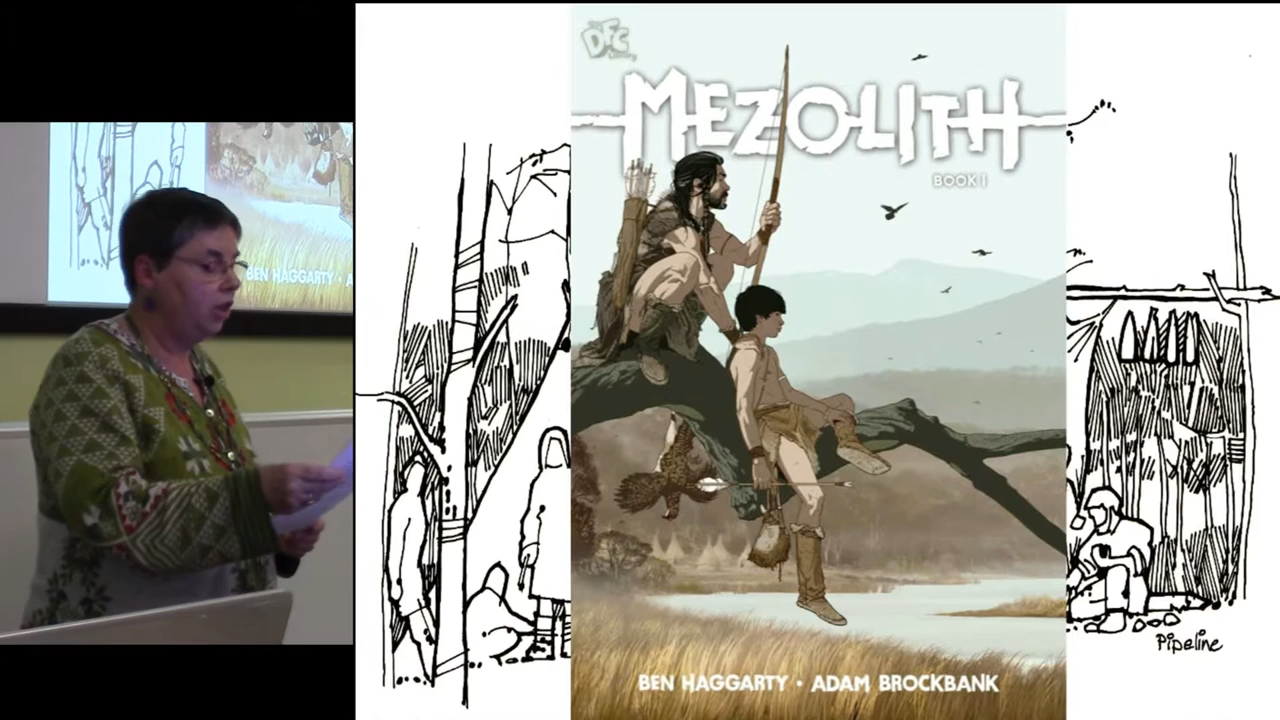 DFC
MEZOLITH
BOOK I
BEN HAGGARTY · ADAM BROCKBANK
Pipeline
BEN HAGGARTY · A